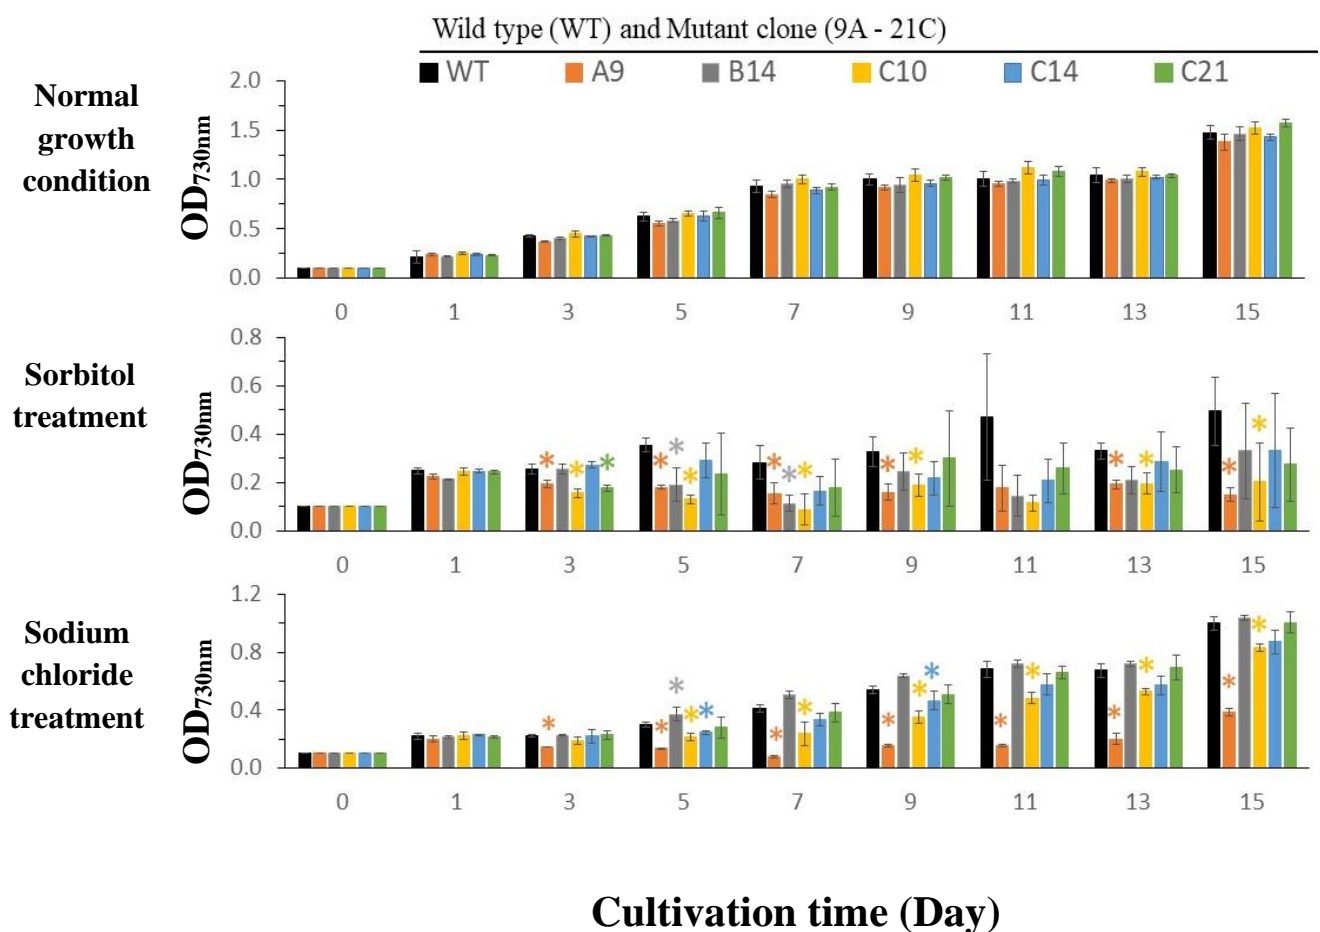 Wild type (WT) and Mutant clone (9A - 21C)
WT A9 B14 C10 C14 C21
Normal
growth
condition
OD730nm
2.0
1.5
1.0
0.5
0.0
0 1 3 5 7 9 11 13 15
Sorbitol
treatment
OD730nm
0.8
0.6
0.4
0.2
0.0
* * * * * * * * * * * * * * *
0 1 3 5 7 9 11 13 15
Sodium
chloride
treatment
OD730nm
1.2
0.8
0.4
0.0
* * * * * * * * * * * * * * *
0 1 3 5 7 9 11 13 15
Cultivation time (Day)